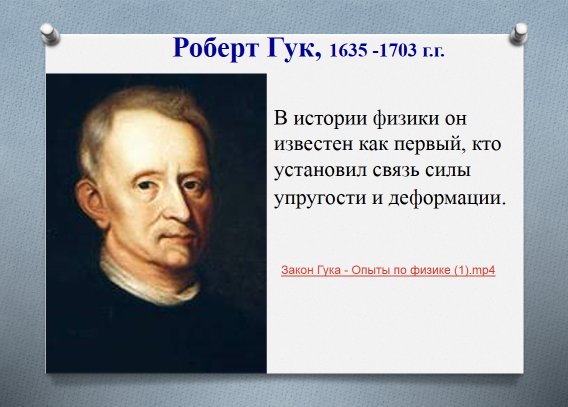 Роберт Гук, 1635 -1703 г.г.
В истории физики он
известен как первый, кто
установил связь силы
упругости и деформации.
Закон Гука - Опыты по физике (1).mp4